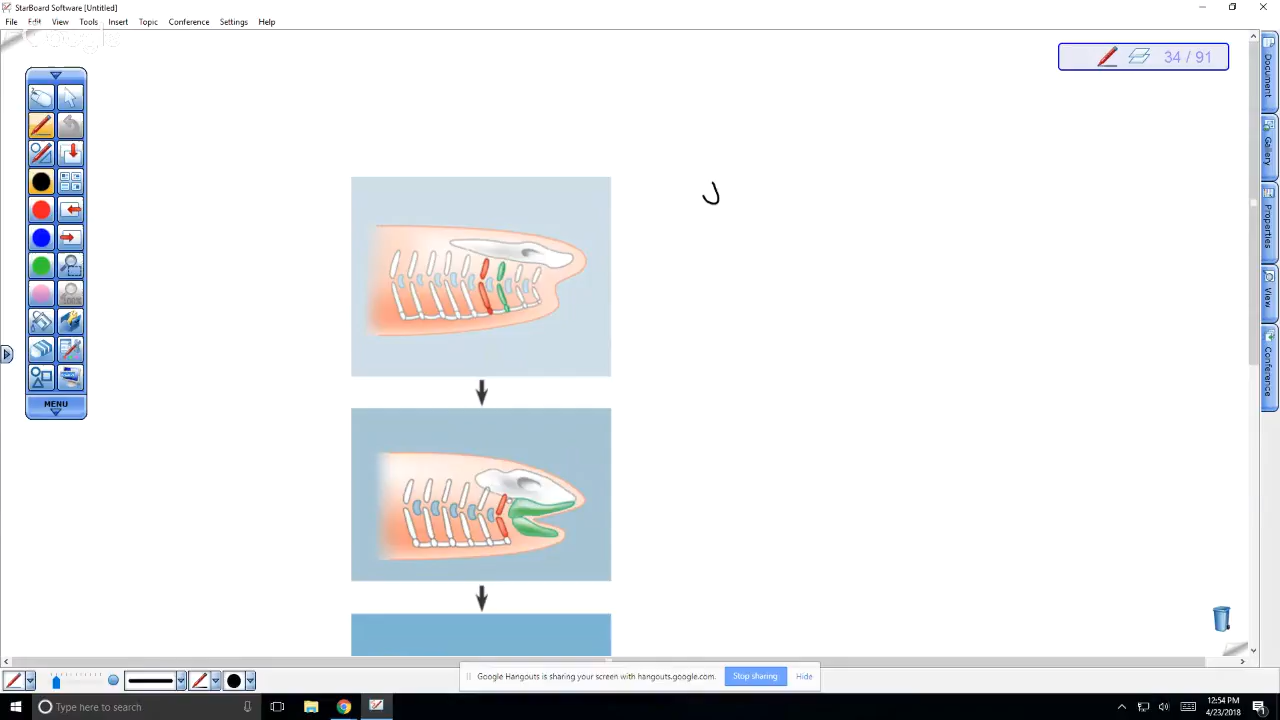 StarBoard Software [Untitled]
File Edit View Tools Insert Topic Conference Settings Help
34 / 91
Document
Gallery
Properties
View
Conference
MENU
Google Hangouts is sharing your screen with hangouts.google.com.
Stop sharing
Hide
Type here to search
12:54 PM
4/23/2018